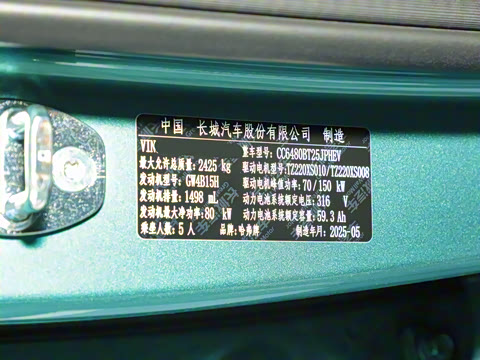 中国 长城汽车股份有限公司 制造
VIN 整车型号: CC6480BT25JPHEV
最大允许总质量: 2425 kg 驱动电机型号: TZ220XS010/TZ220XS008
发动机型号: GW4B15H 驱动电机峰值功率: 70/150 kW
发动机排量: 1498 mL 动力电池系统额定电压: 316 V
发动机最大净功率: 80 kW 动力电池系统额定容量: 59.3 Ah
乘坐人数: 5 人 品牌: 哈弗牌 制造年月: 2025-05